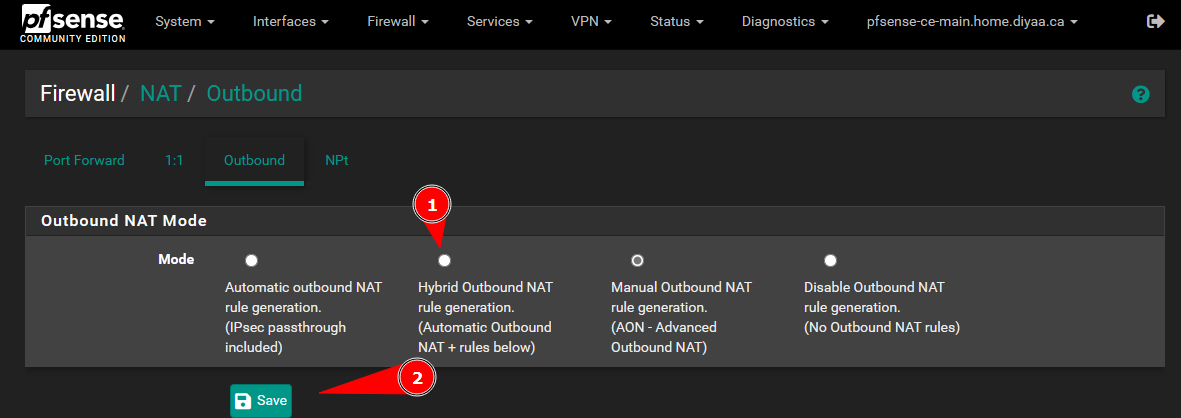 pfsense
COMMUNITY EDITION
System
Interfaces
Firewall
Services
VPN
Status
Diagnostics
pfsense-ce-main.home.diyaa.ca
Firewall / NAT / Outbound
?
Port Forward
1:1
Outbound
NPt
1
Outbound NAT Mode
Mode
Automatic outbound NAT
rule generation.
(IPsec passthrough
included)
Hybrid Outbound NAT
rule generation.
(Automatic Outbound
NAT + rules below)
Manual Outbound NAT
rule generation.
(AON - Advanced
Outbound NAT)
Disable Outbound NAT
rule generation.
(No Outbound NAT rules)
2
Save